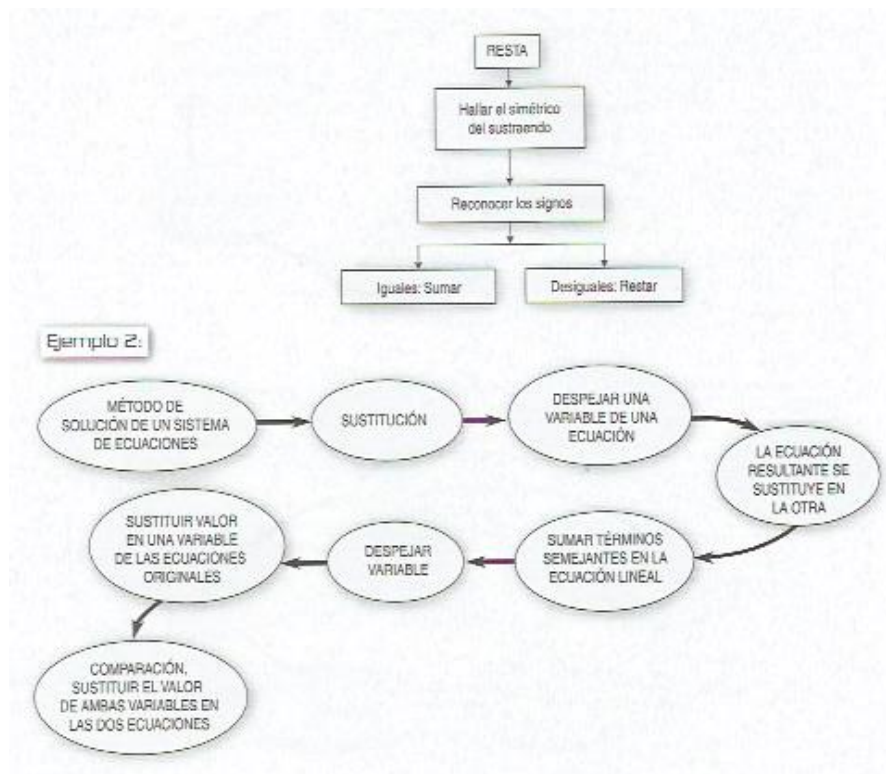 RESTA
Hallar el simétrico
del sustraendo
Reconocer los signos
Iguales: Sumar
Desiguales: Restar
Ejemplo 2:
MÉTODO DE
SOLUCIÓN DE UN SISTEMA
DE ECUACIONES
SUSTITUCIÓN
DESPEJAR UNA
VARIABLE DE UNA
ECUACIÓN
LA ECUACIÓN
RESULTANTE SE
SUSTITUYE EN
LA OTRA
SUMAR TÉRMINOS
SEMEJANTES EN LA
ECUACIÓN LINEAL
DESPEJAR
VARIABLE
SUSTITUIR VALOR
EN UNA VARIABLE
DE LAS ECUACIONES
ORIGINALES
COMPARACIÓN,
SUSTITUIR EL VALOR
DE AMBAS VARIABLES EN
LAS DOS ECUACIONES